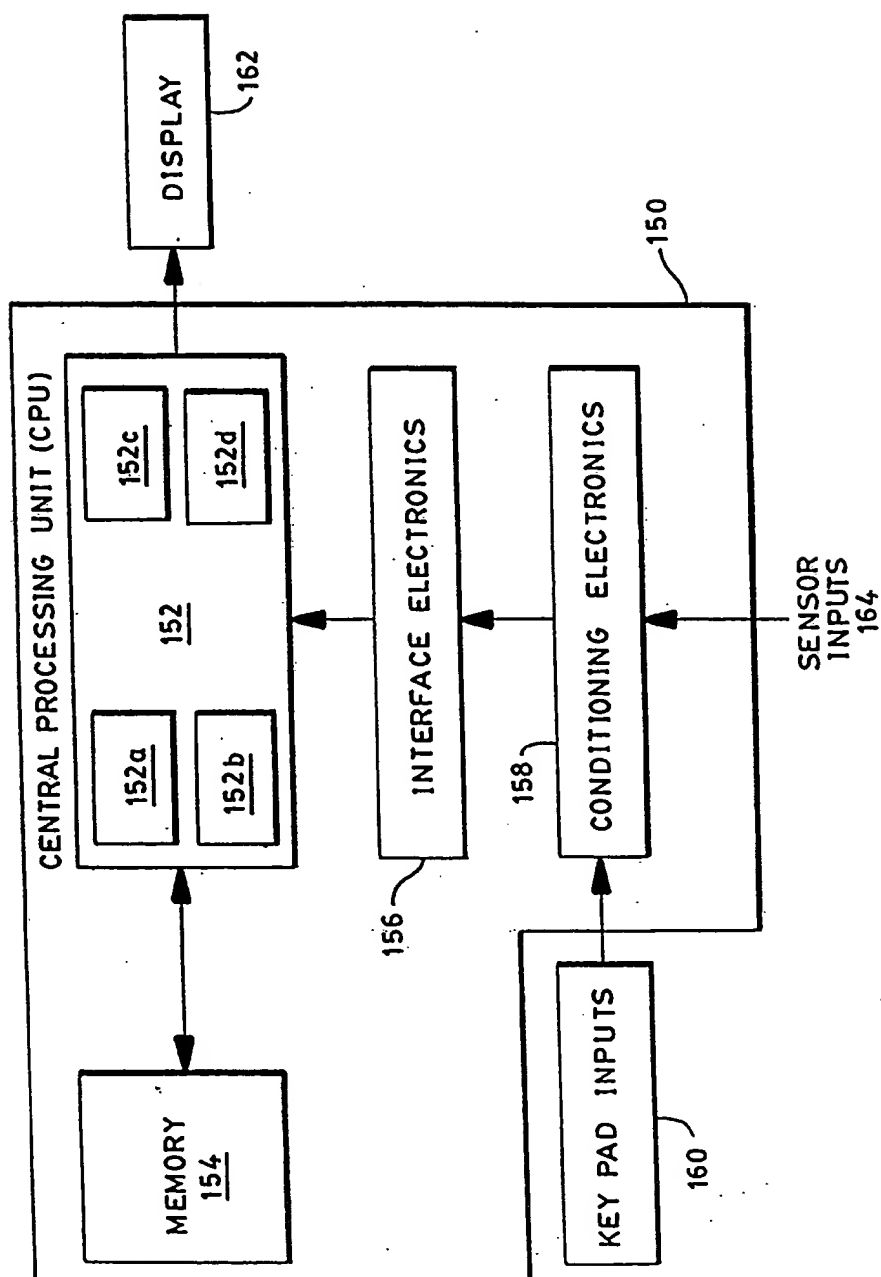 CENTRAL PROCESSING UNIT (CPU)
MEMORY
154
152a
152b
152
152c
152d
DISPLAY
162
INTERFACE ELECTRONICS
156
158
CONDITIONING ELECTRONICS
150
KEY PAD INPUTS
160
SENSOR
INPUTS
164